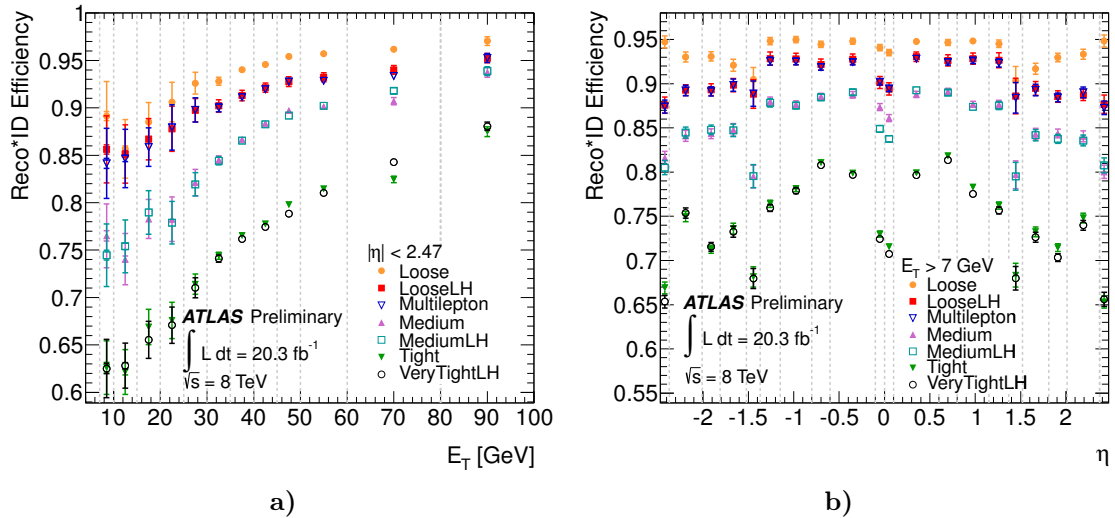 Reco*ID Efficiency
1
0.95
0.9
0.85
0.8
0.75
0.7
0.65
0.6
|η| < 2.47
Loose
LooseLH
Multilepton
Medium
MediumLH
Tight
VeryTightLH
ATLAS Preliminary
∫ L dt = 20.3 fb⁻¹
√s = 8 TeV
10 20 30 40 50 60 70 80 90 100
E_T [GeV]
a)
Reco*ID Efficiency
0.95
0.9
0.85
0.8
0.75
0.7
0.65
0.6
0.55
E_T > 7 GeV
Loose
LooseLH
Multilepton
Medium
MediumLH
Tight
VeryTightLH
ATLAS Preliminary
∫ L dt = 20.3 fb⁻¹
√s = 8 TeV
-2 -1.5 -1 -0.5 0 0.5 1 1.5 2
η
b)